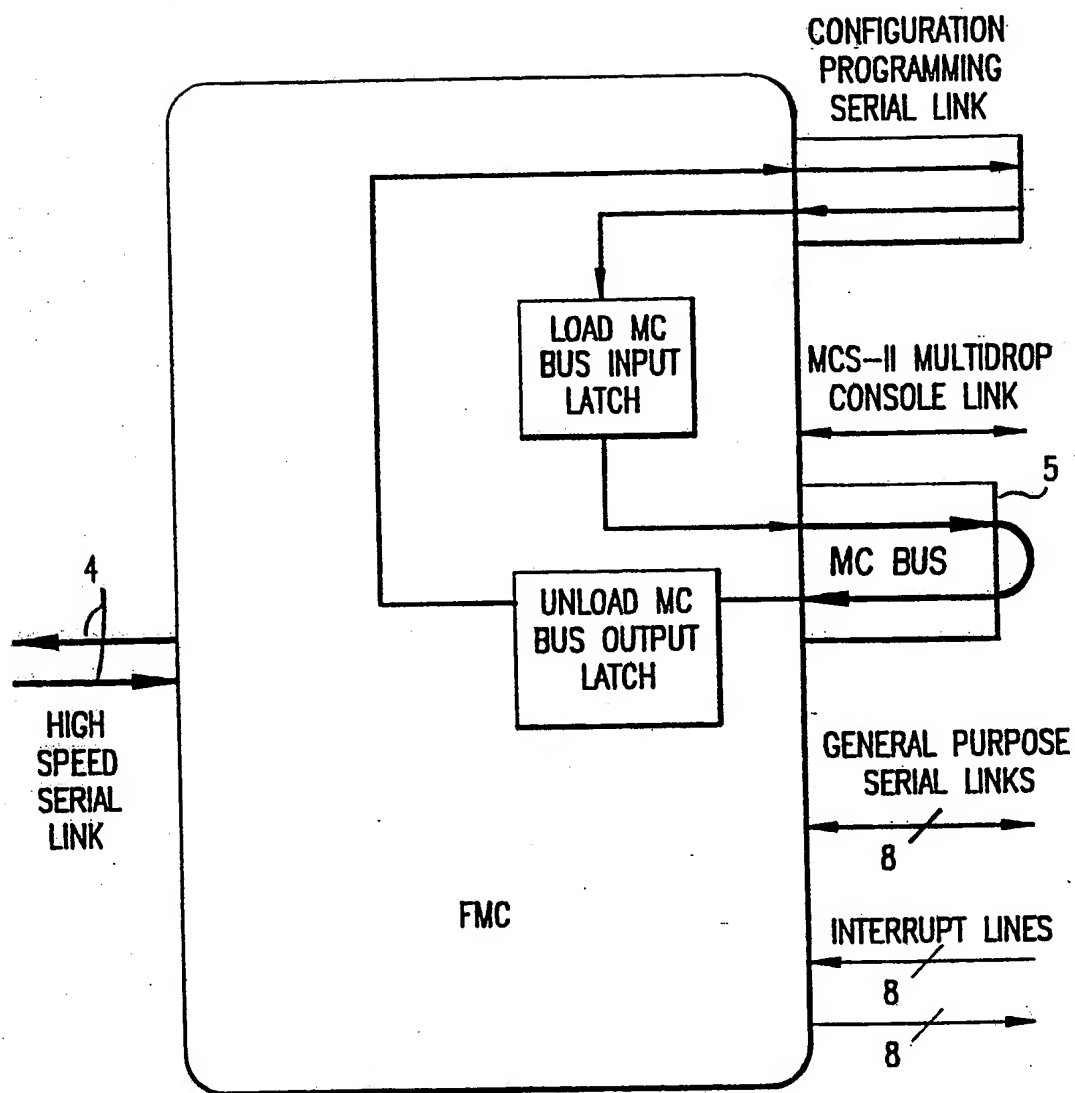 CONFIGURATION
PROGRAMMING
SERIAL LINK
LOAD MC
BUS INPUT
LATCH
MCS-II MULTIDROP
CONSOLE LINK
5
MC BUS
4
UNLOAD MC
BUS OUTPUT
LATCH
HIGH
SPEED
SERIAL
LINK
GENERAL PURPOSE
SERIAL LINKS
8
FMC
INTERRUPT LINES
8
8